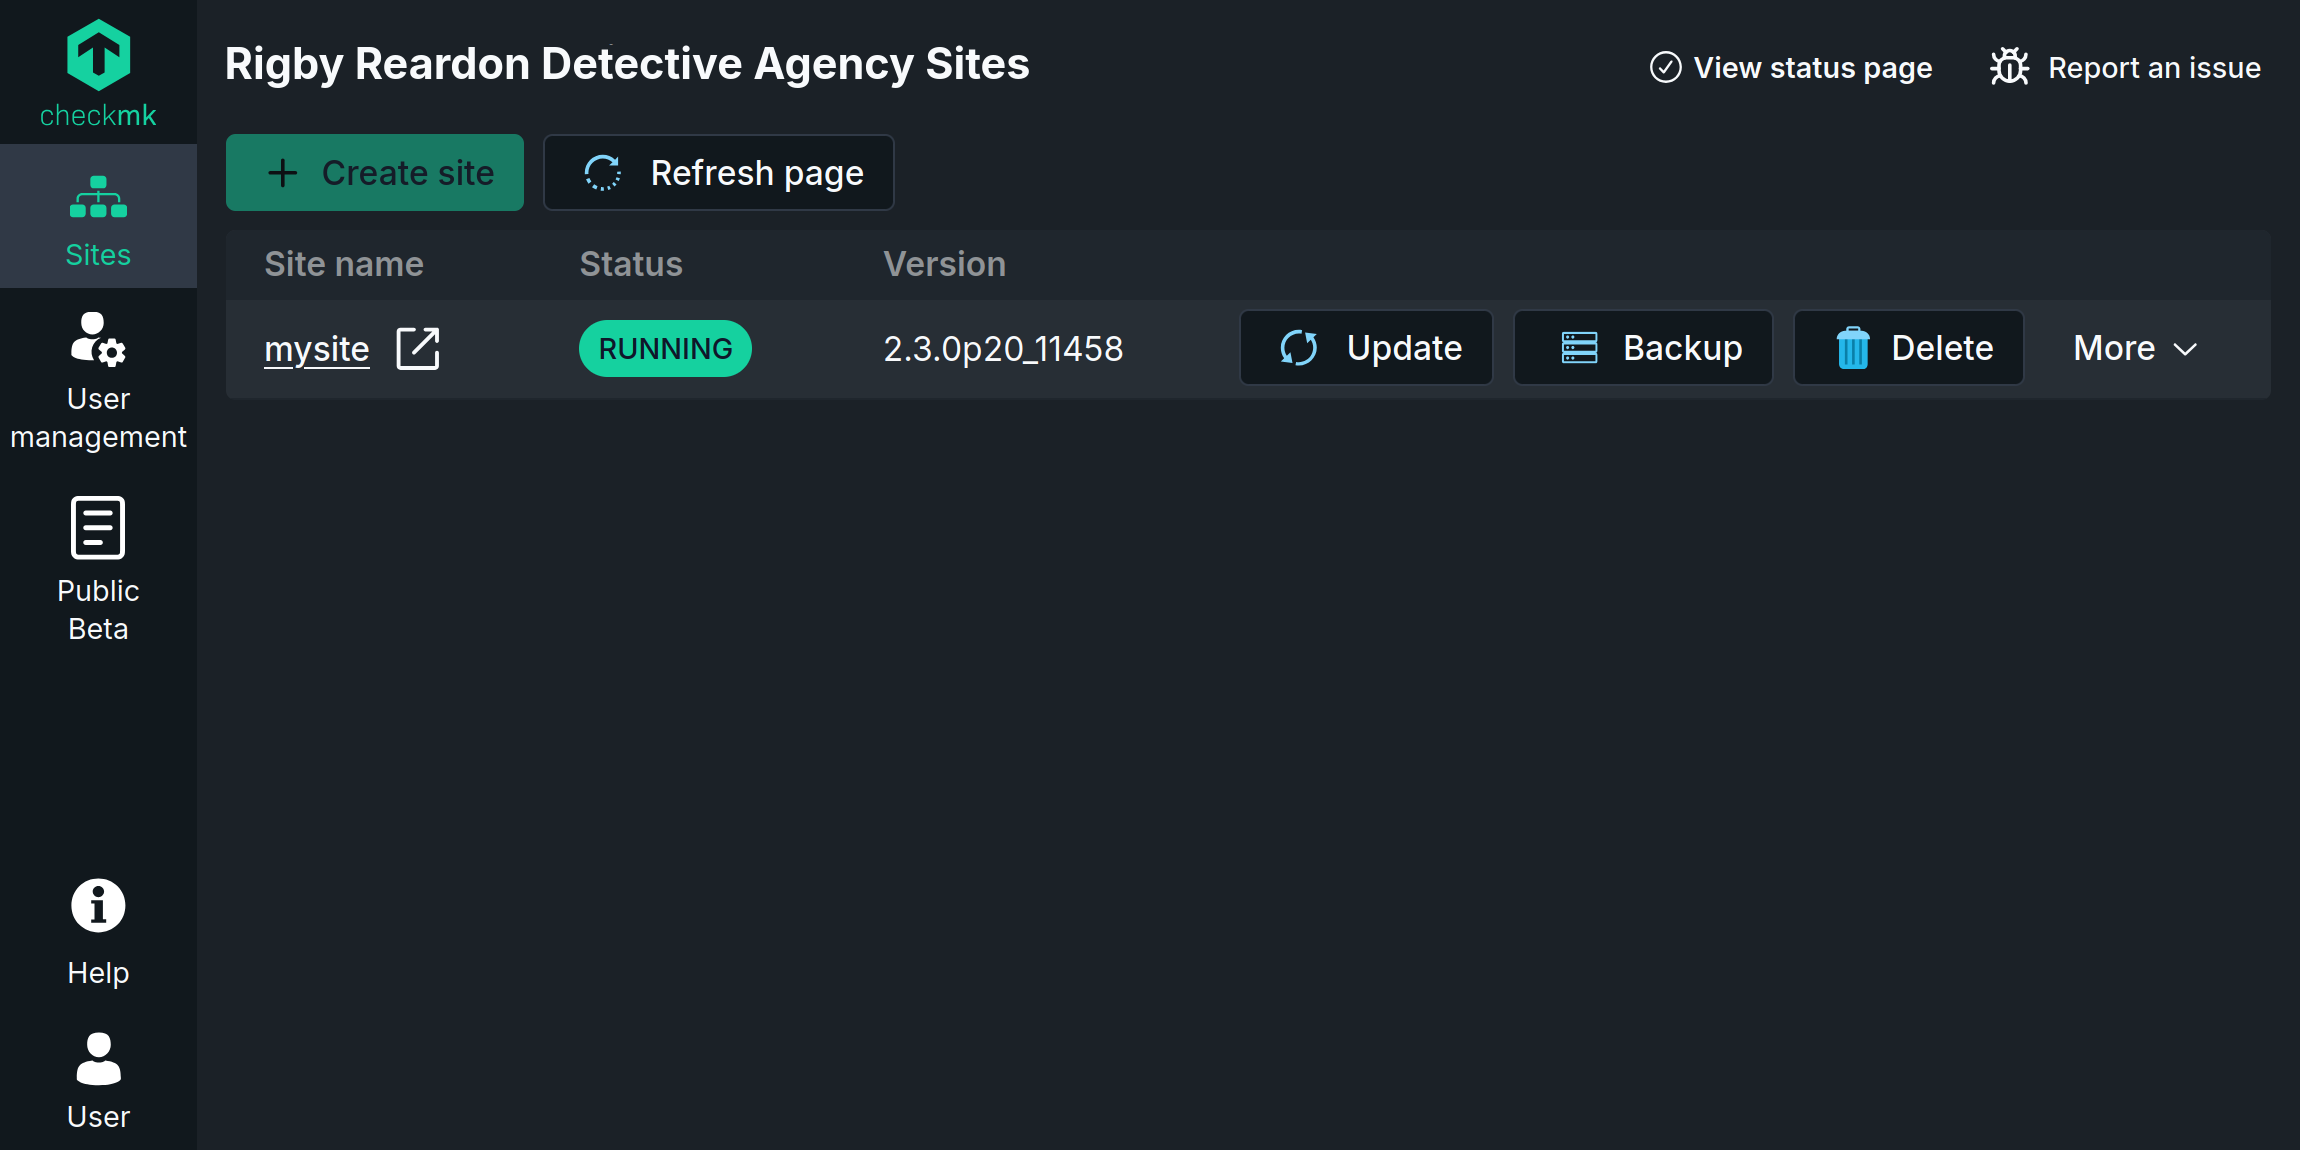 checkmk
Rigby Reardon Detective Agency Sites
View status page
Report an issue
Create site
Refresh page
Sites
User
management
Public
Beta
Help
User
Site name Status Version
mysite RUNNING 2.3.0p20_11458 Update Backup Delete More